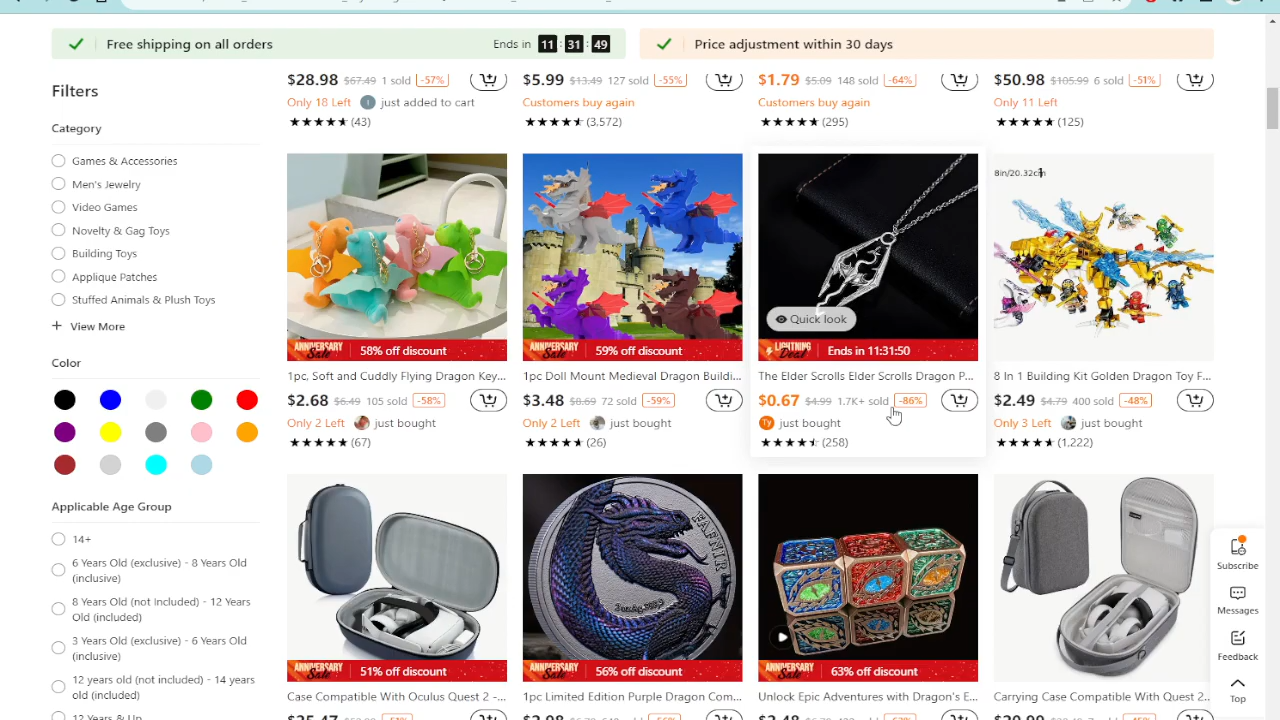 Free shipping on all orders
Ends in 11 : 31 : 49
Price adjustment within 30 days
Filters
Category
Games & Accessories
Men's Jewelry
Video Games
Novelty & Gag Toys
Building Toys
Applique Patches
Stuffed Animals & Plush Toys
+ View More
Color
Applicable Age Group
14+
6 Years Old (exclusive) - 8 Years Old
(inclusive)
8 Years Old (not Included) - 12 Years
Old (included)
3 Years Old (exclusive) - 6 Years Old
(inclusive)
12 years old (not included) - 14 years
old (included)
12 Years & Up
$28.98 $67.49 1 sold -57%
Only 18 Left just added to cart
(43)
$5.99 $13.49 127 sold -55%
Customers buy again
(3,572)
$1.79 $5.09 148 sold -64%
Customers buy again
(295)
$50.98 $105.99 6 sold -51%
Only 11 Left
(125)
ANNIVERSARY
Sale
58% off discount
1pc, Soft and Cuddly Flying Dragon Key...
$2.68 $6.49 105 sold -58%
Only 2 Left just bought
(67)
ANNIVERSARY
Sale
59% off discount
1pc Doll Mount Medieval Dragon Buildi...
$3.48 $8.69 72 sold -59%
Only 2 Left just bought
(26)
Quick look
LIGHTNING
Deal
Ends in 11:31:50
The Elder Scrolls Elder Scrolls Dragon P...
$0.67 $4.99 1.7K+ sold -86%
Ty just bought
(258)
8in/20.32cm
8 In 1 Building Kit Golden Dragon Toy F...
$2.49 $4.79 400 sold -48%
Only 3 Left just bought
(1,222)
ANNIVERSARY
Sale
51% off discount
Case Compatible With Oculus Quest 2 -...
FAFNIR
ANNIVERSARY
Sale
56% off discount
1pc Limited Edition Purple Dragon Com...
ANNIVERSARY
Sale
63% off discount
Unlock Epic Adventures with Dragon's E...
Carrying Case Compatible With Quest 2...
Subscribe
Messages
Feedback
Top